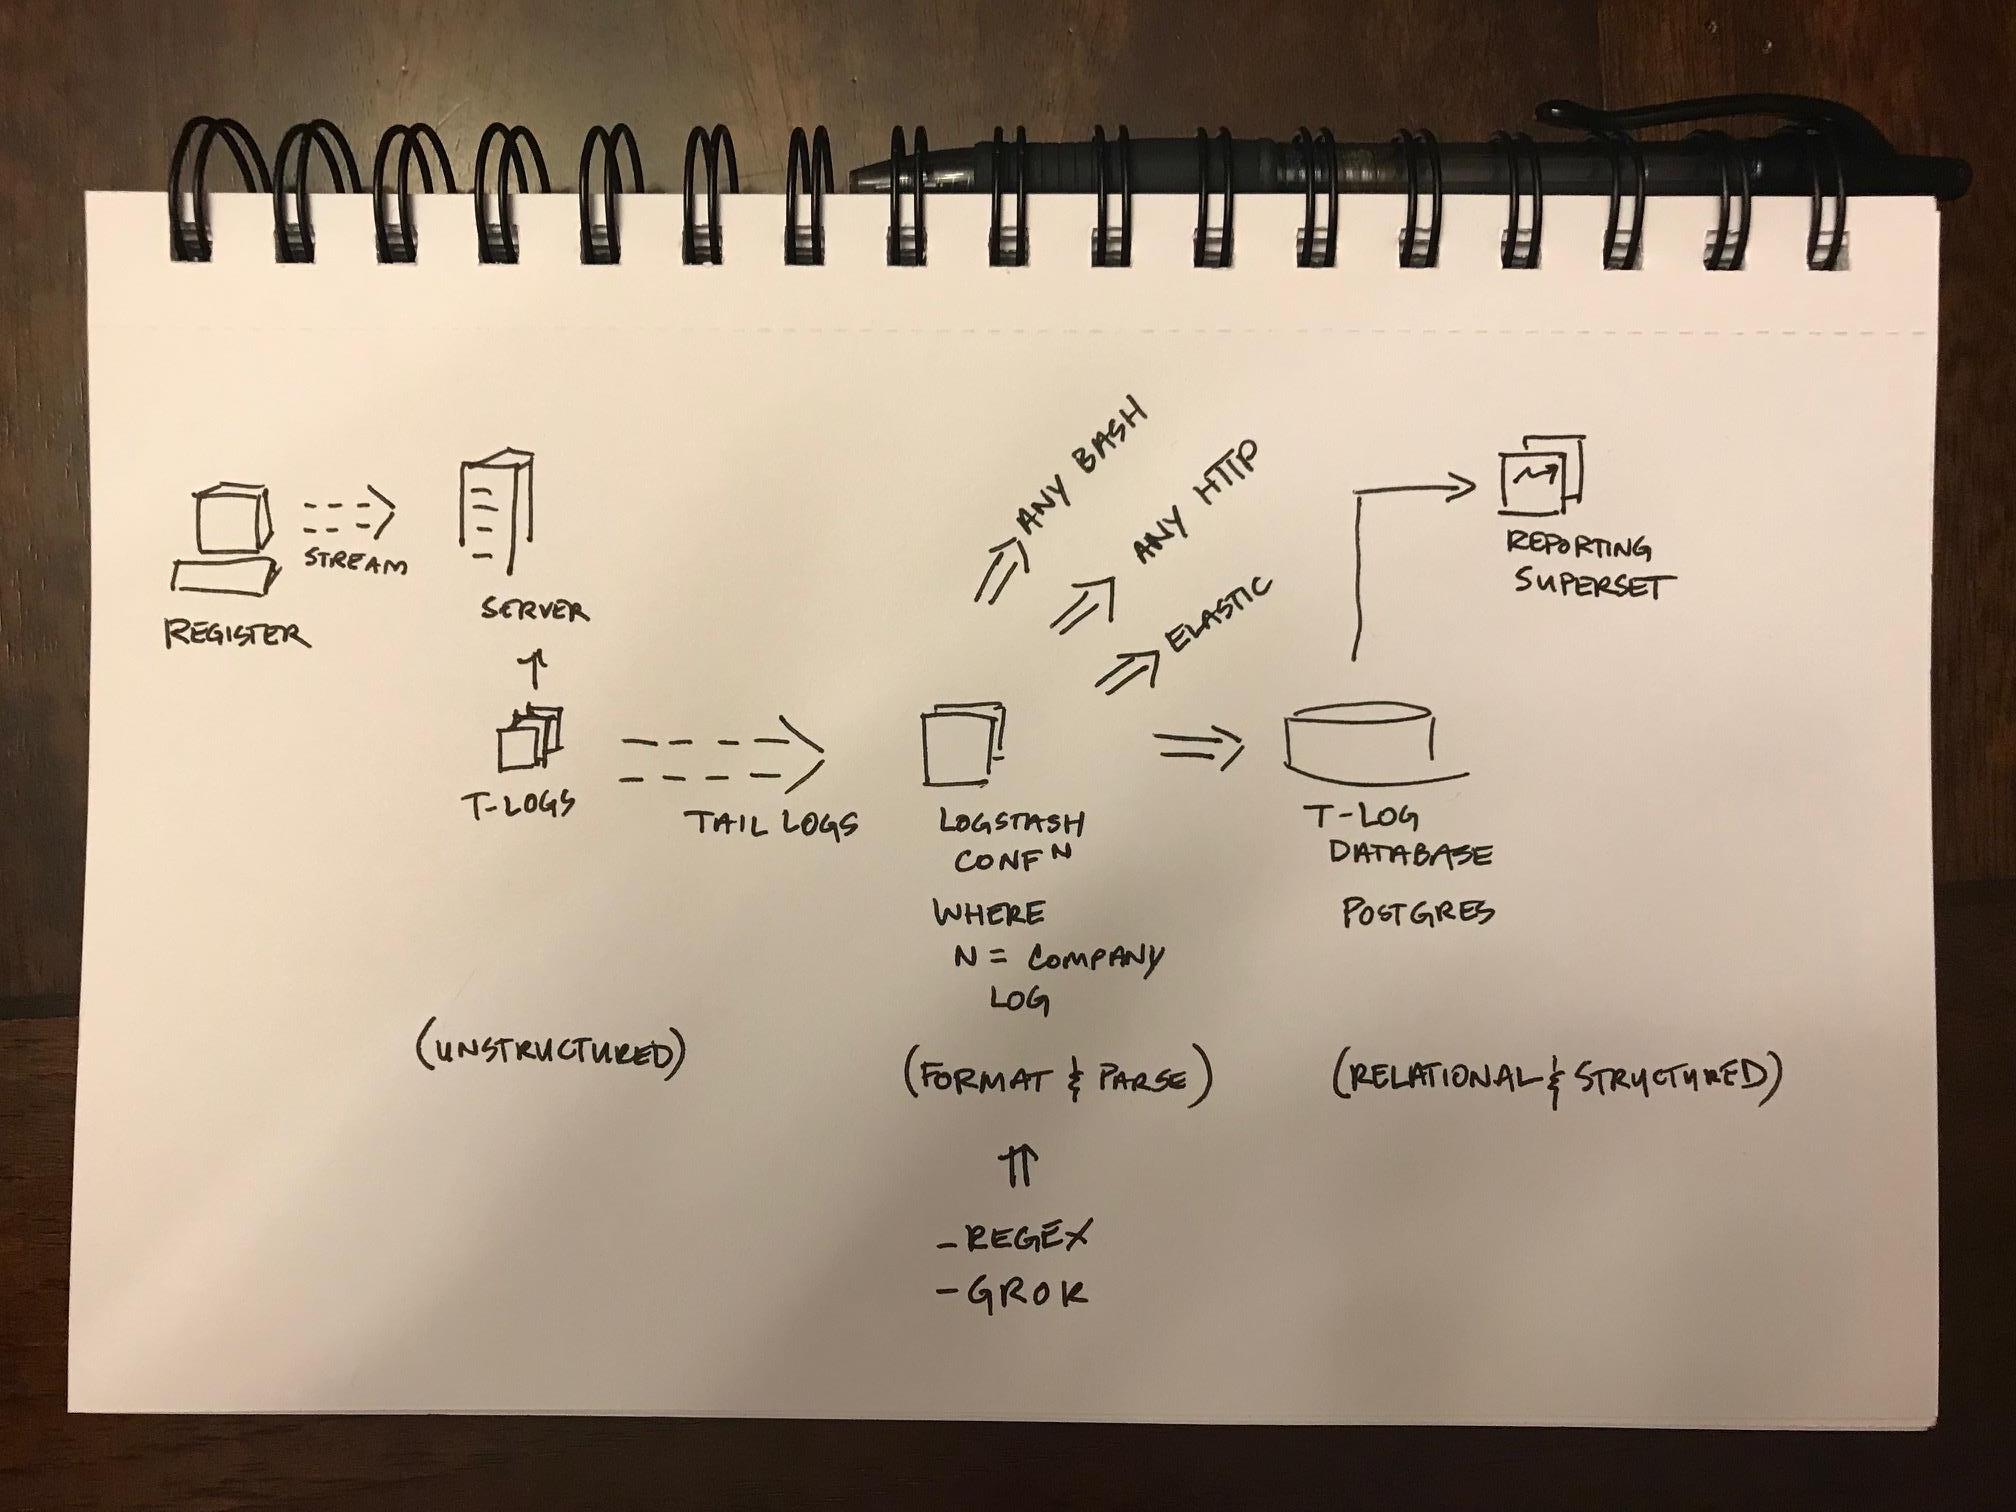 REGISTER
STREAM
SERVER
T-LOGS
TAIL LOGS
ANY BASH
ANY HTTP
ELASTIC
LOGSTASH
CONF N
WHERE
N = COMPANY
LOG
T-LOG
DATABASE
POSTGRES
REPORTING
SUPERSET
(UNSTRUCTURED)
(FORMAT & PARSE)
(RELATIONAL & STRUCTURED)
- REGEX
- GROK